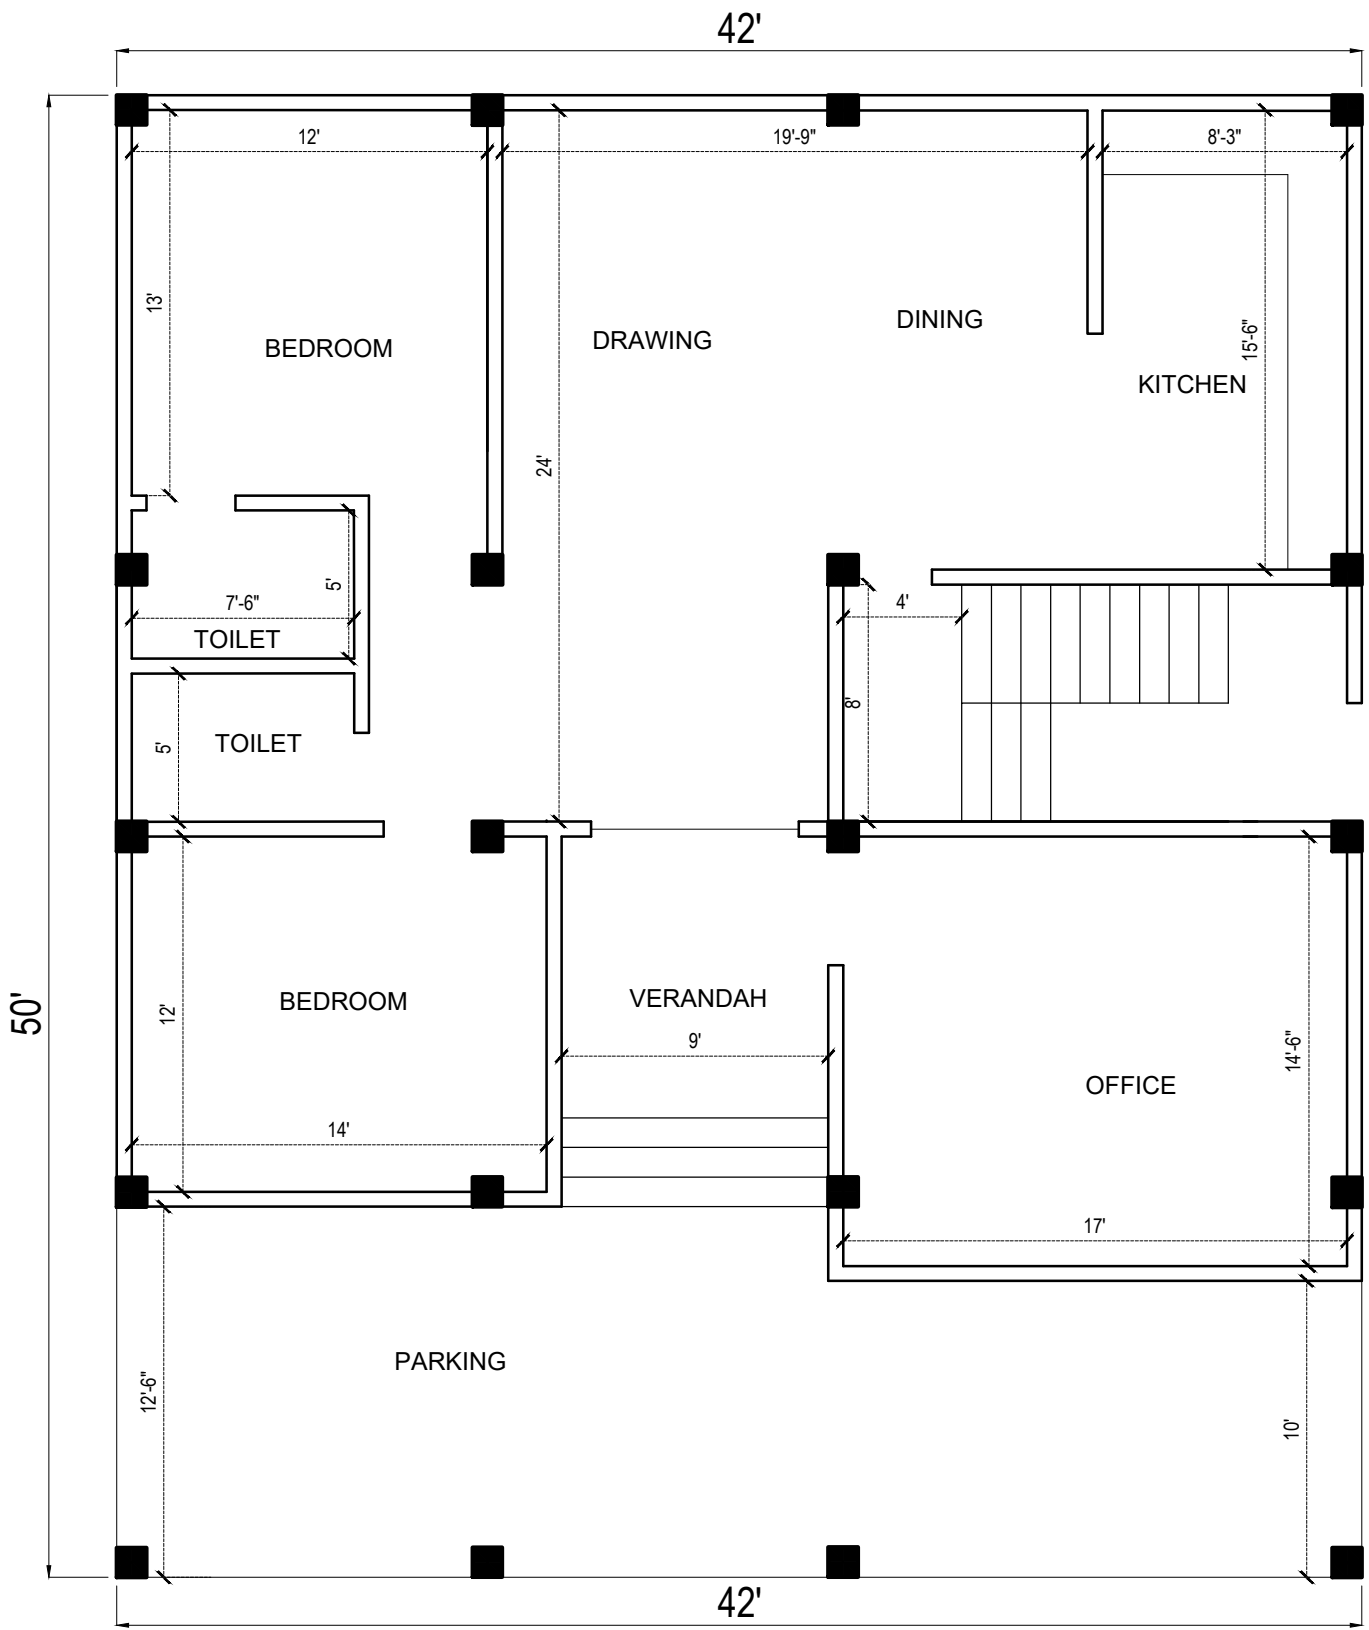 42'
12'
19'-9"
8'-3"
13'
BEDROOM
DRAWING
DINING
15'-6"
KITCHEN
24'
5'
7'-6"
4'
TOILET
8'
5'
TOILET
50'
12'
BEDROOM
VERANDAH
9'
14'-6"
OFFICE
14'
17'
PARKING
12'-6"
10'
42'